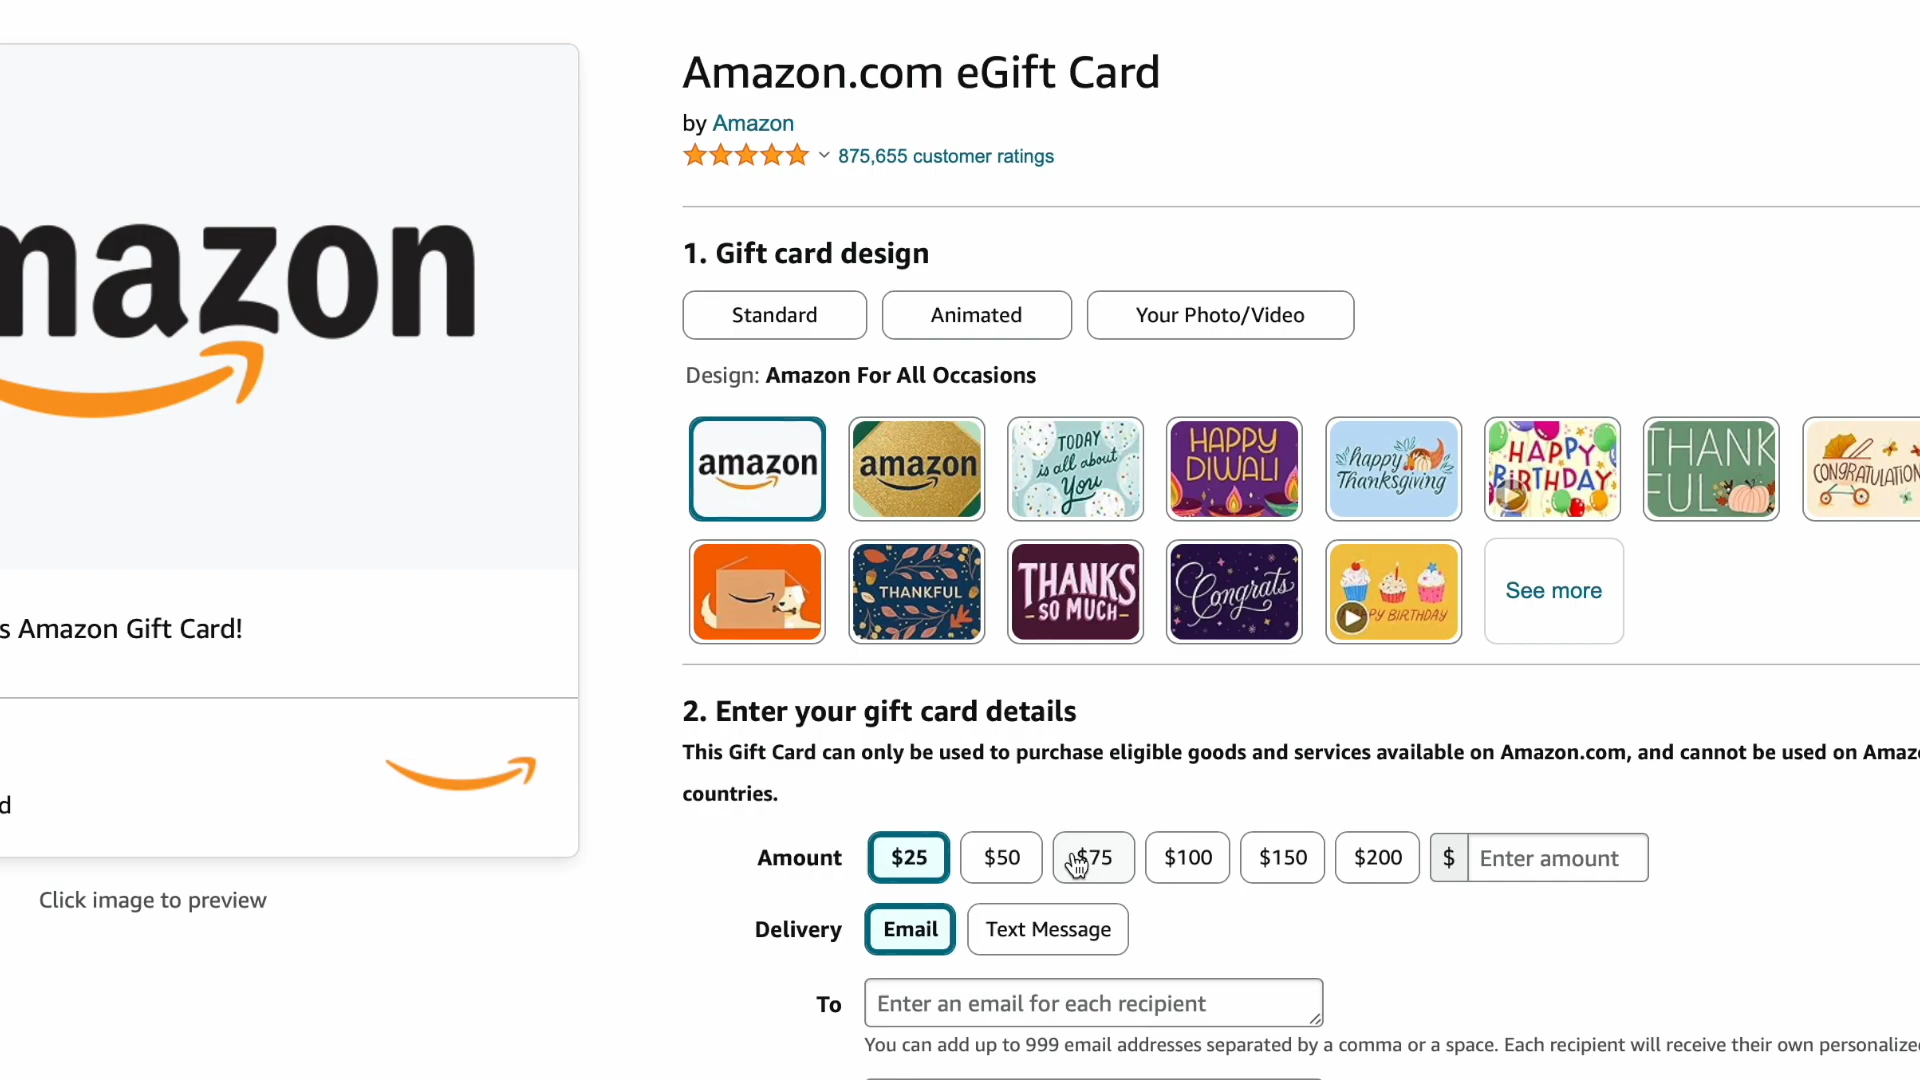 Amazon.com eGift Card
by Amazon
875,655 customer ratings
mazon
s Amazon Gift Card!
d
Click image to preview
1. Gift card design
Standard Animated Your Photo/Video
Design: Amazon For All Occasions
amazon
amazon
TODAY
is all about
You
HAPPY
DIWALI
happy
Thanksgiving
HAPPY
BIRTHDAY
THANK
FUL
CONGRATULATION
THANKFUL
THANKS
SO MUCH
Congrats
PY BIRTHDAY
See more
2. Enter your gift card details
This Gift Card can only be used to purchase eligible goods and services available on Amazon.com, and cannot be used on Amaz
countries.
Amount $25 $50 $75 $100 $150 $200 $ Enter amount
Delivery Email Text Message
To Enter an email for each recipient
You can add up to 999 email addresses separated by a comma or a space. Each recipient will receive their own personalize